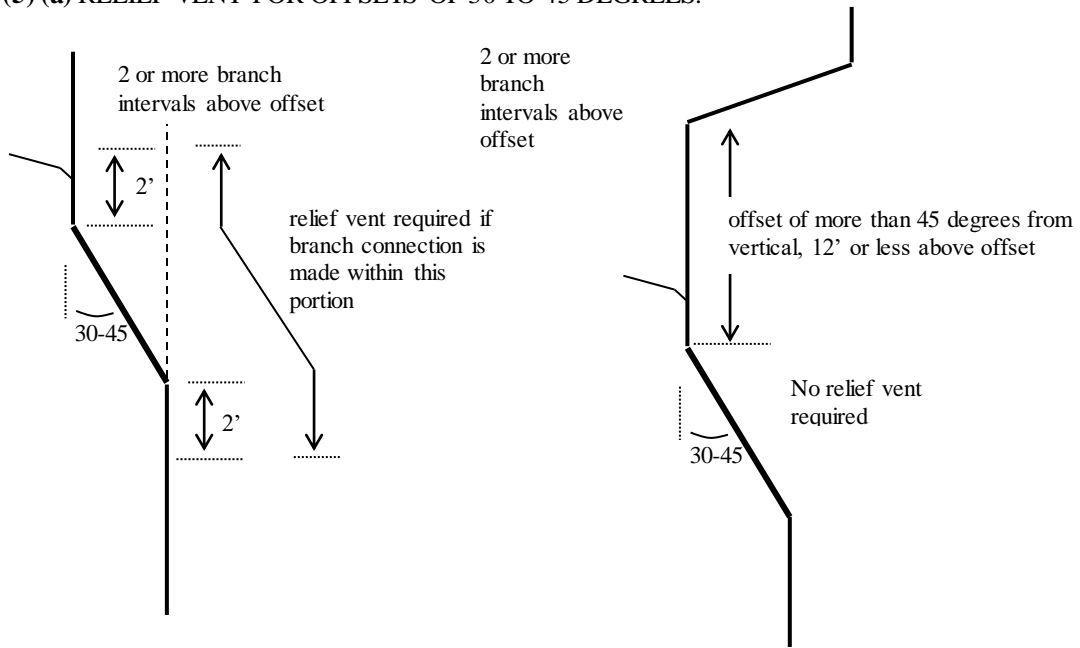 (5) (a) RELIEF VENT FOR OFFSETS OF 30 TO 45 DEGREES.
2 or more branch
intervals above offset
2’
relief vent required if
branch connection is
made within this
portion
30-45
2’
2 or more
branch
intervals above
offset
offset of more than 45 degrees from
vertical, 12’ or less above offset
No relief vent
required
30-45